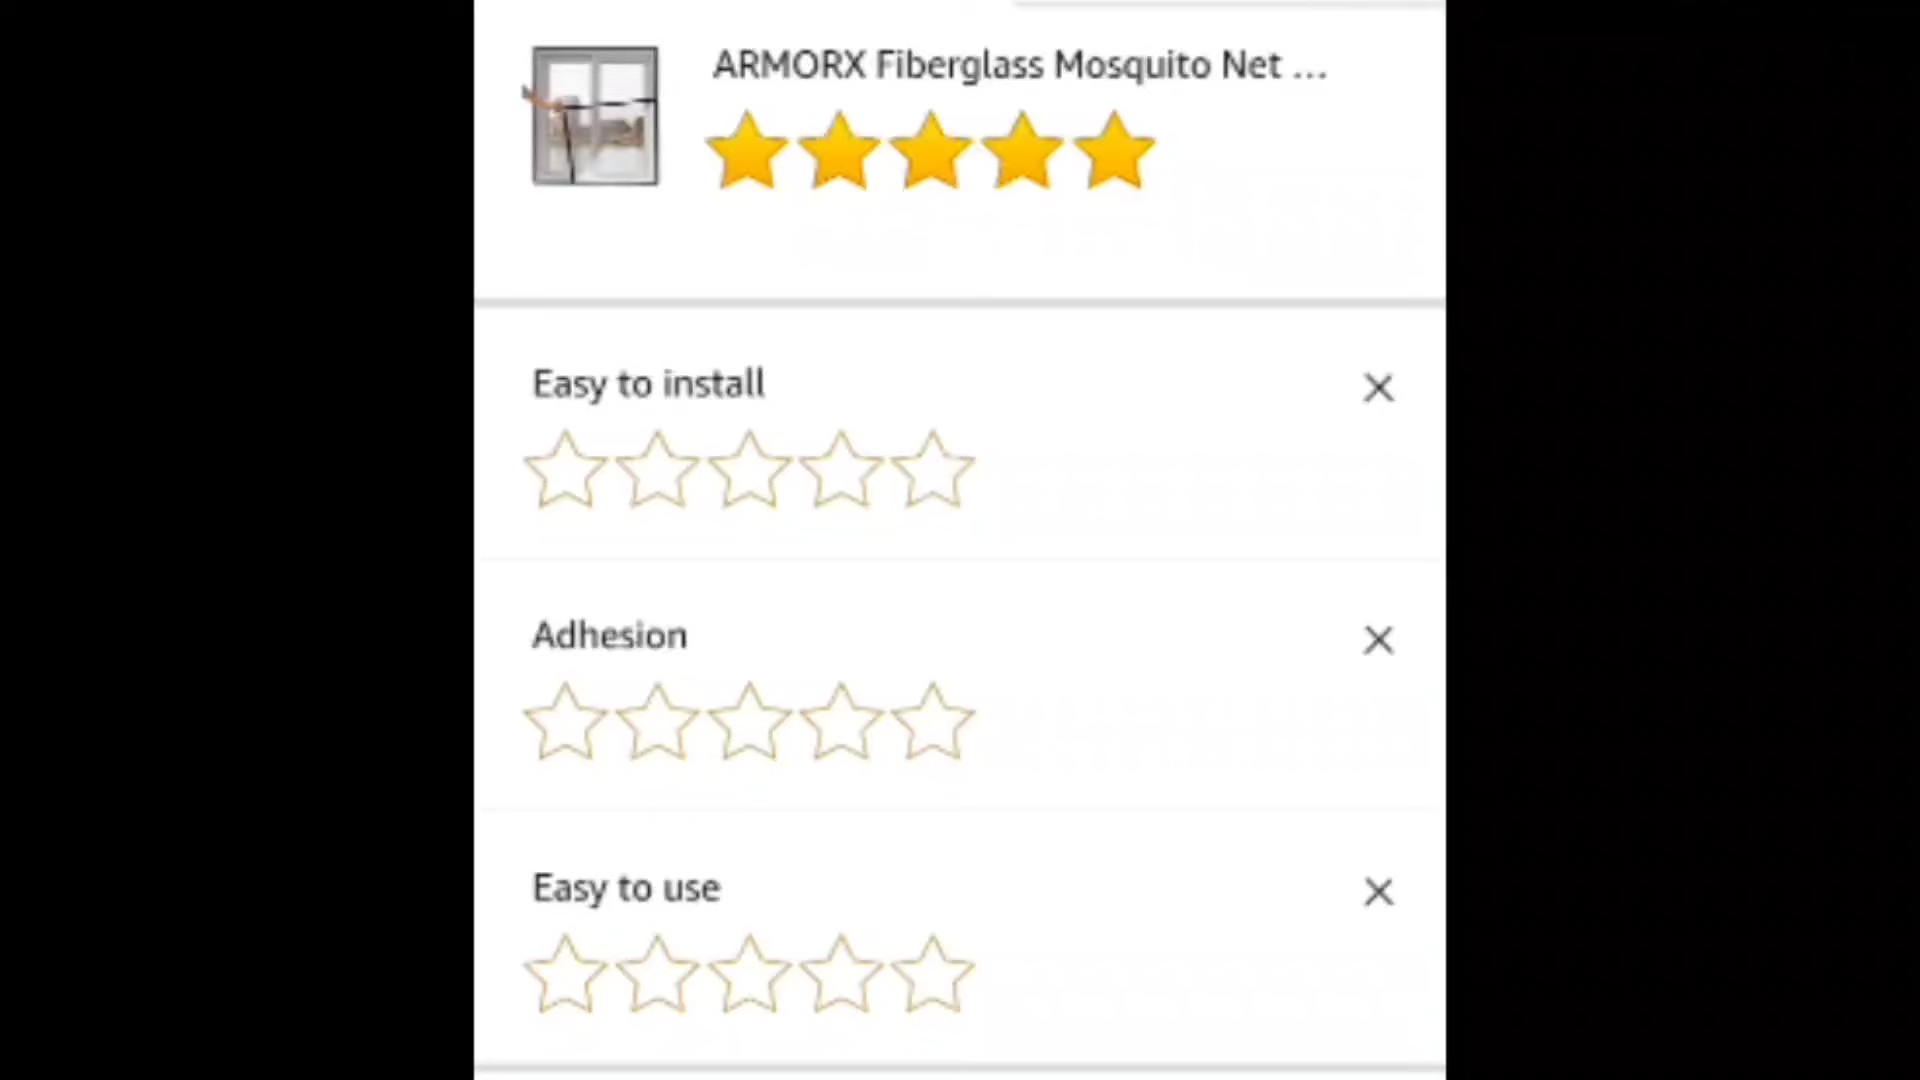 ARMORX Fiberglass Mosquito Net ...
Easy to install
Adhesion
Easy to use